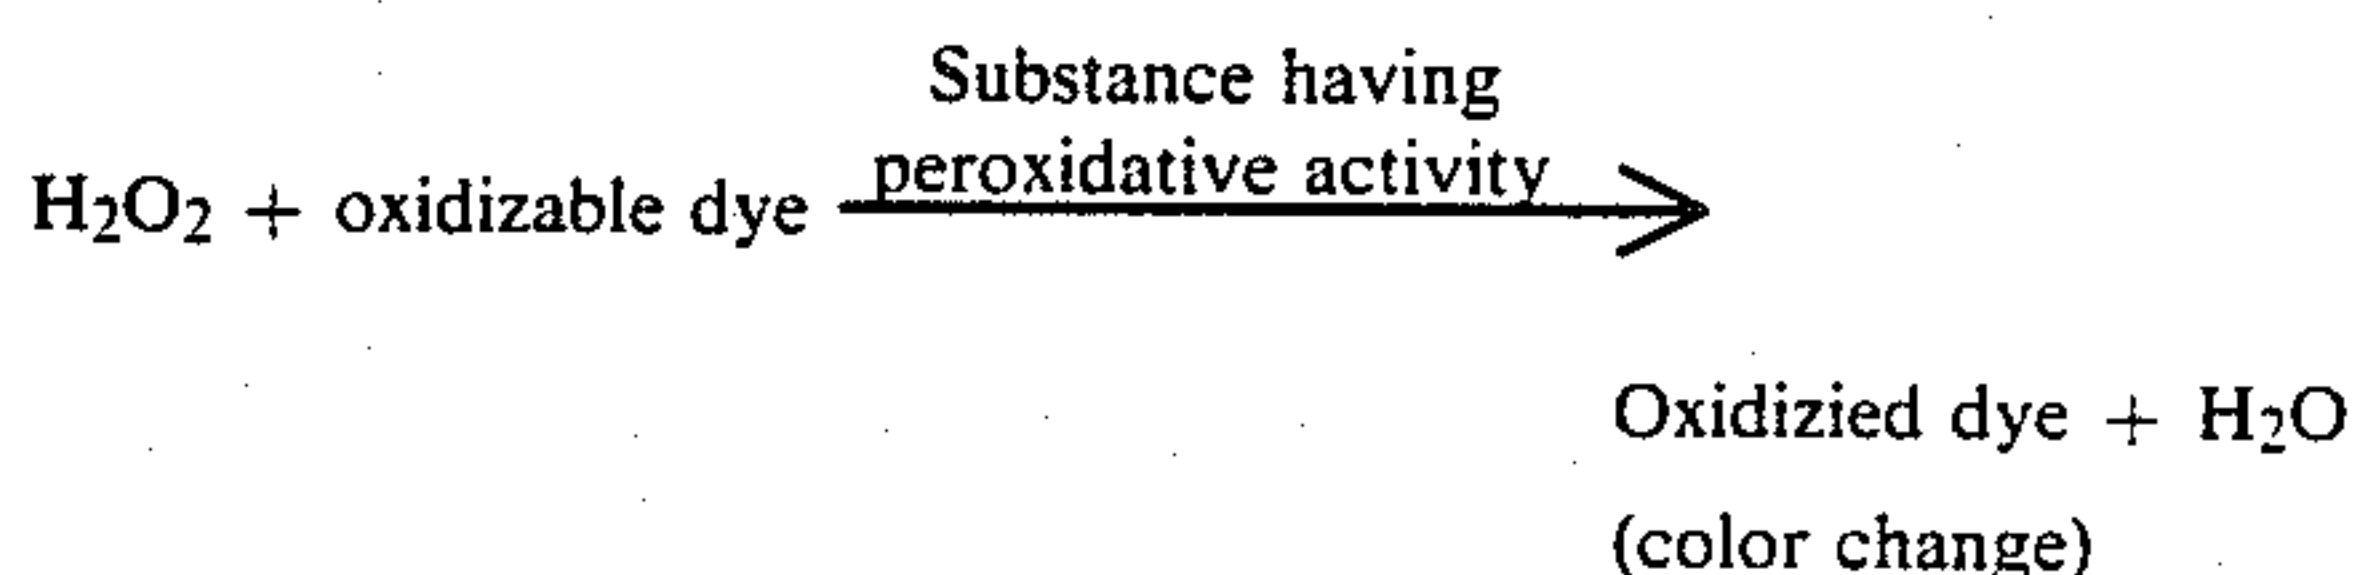 Substance having
peroxidative activity
H₂O₂ + oxidizable dye
Oxidizied dye + H₂O
(color change)